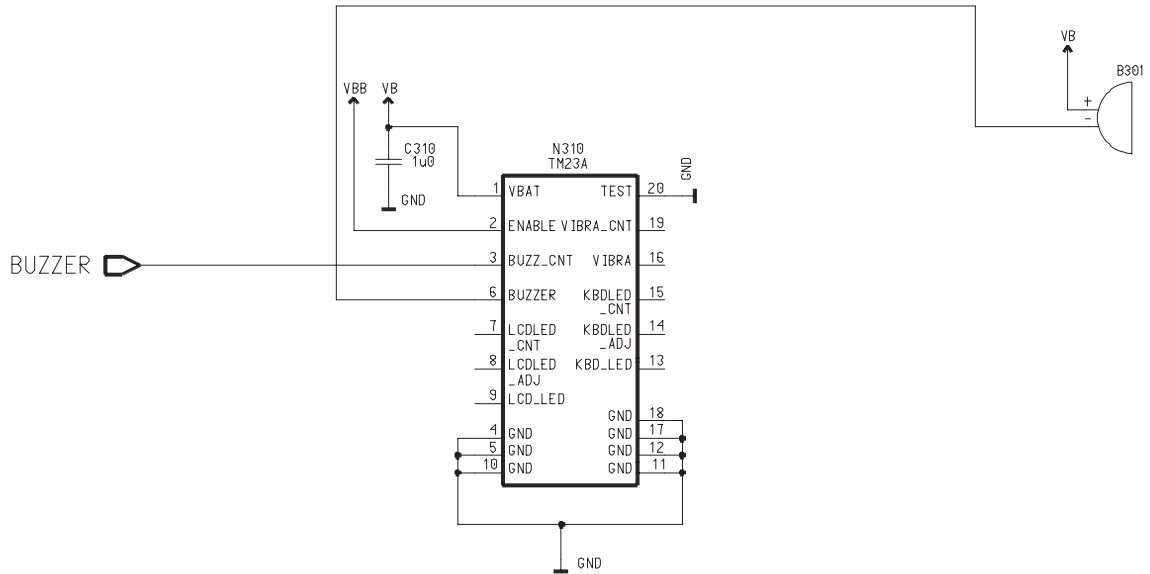 VB
B301
+
-
VBB VB
C310
1u0
GND
N310
TM23A
GND
1 VBAT TEST 20
2 ENABLE VIBRA_CNT 19
BUZZER 3 BUZZ_CNT VIBRA 16
6 BUZZER KBDLED 15
_CNT
7 LCDLED KBDLED 14
_CNT _ADJ
8 LCDLED KBD_LED 13
_ADJ
9 LCD_LED
GND 18
4 GND GND 17
5 GND GND 12
10 GND GND 11
GND